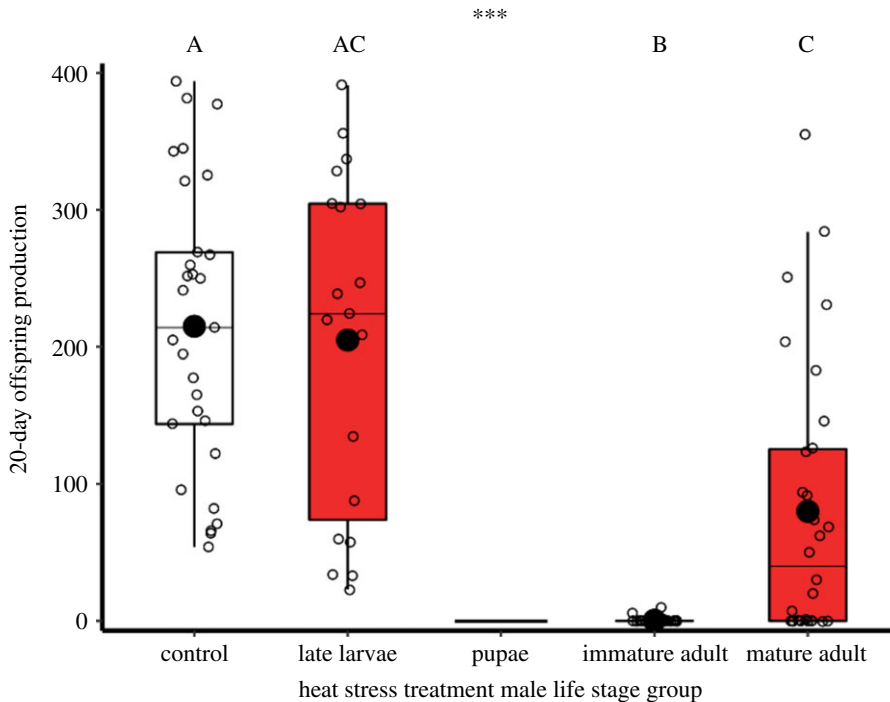 ***
A AC B C
400
300
200
100
0
20-day offspring production
control late larvae pupae immature adult mature adult
heat stress treatment male life stage group